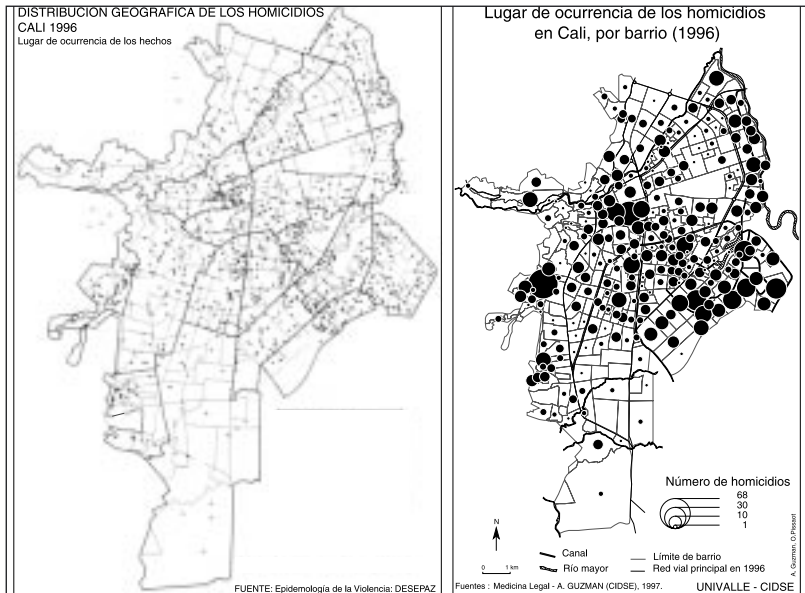 DISTRIBUCION GEOGRAFICA DE LOS HOMICIDIOS
CALI 1996
Lugar de ocurrencia de los hechos
FUENTE: Epidemología de la Violencia: DESEPAZ
Lugar de ocurrencia de los homicidios
en Cali, por barrio (1996)
Número de homicidios
68
30
10
1
N
0 1 km
Canal
Río mayor
Límite de barrio
Red vial principal en 1996
A. Guzman, O.Pissoat
Fuentes : Medicina Legal - A. GUZMAN (CIDSE), 1997.
UNIVALLE - CIDSE